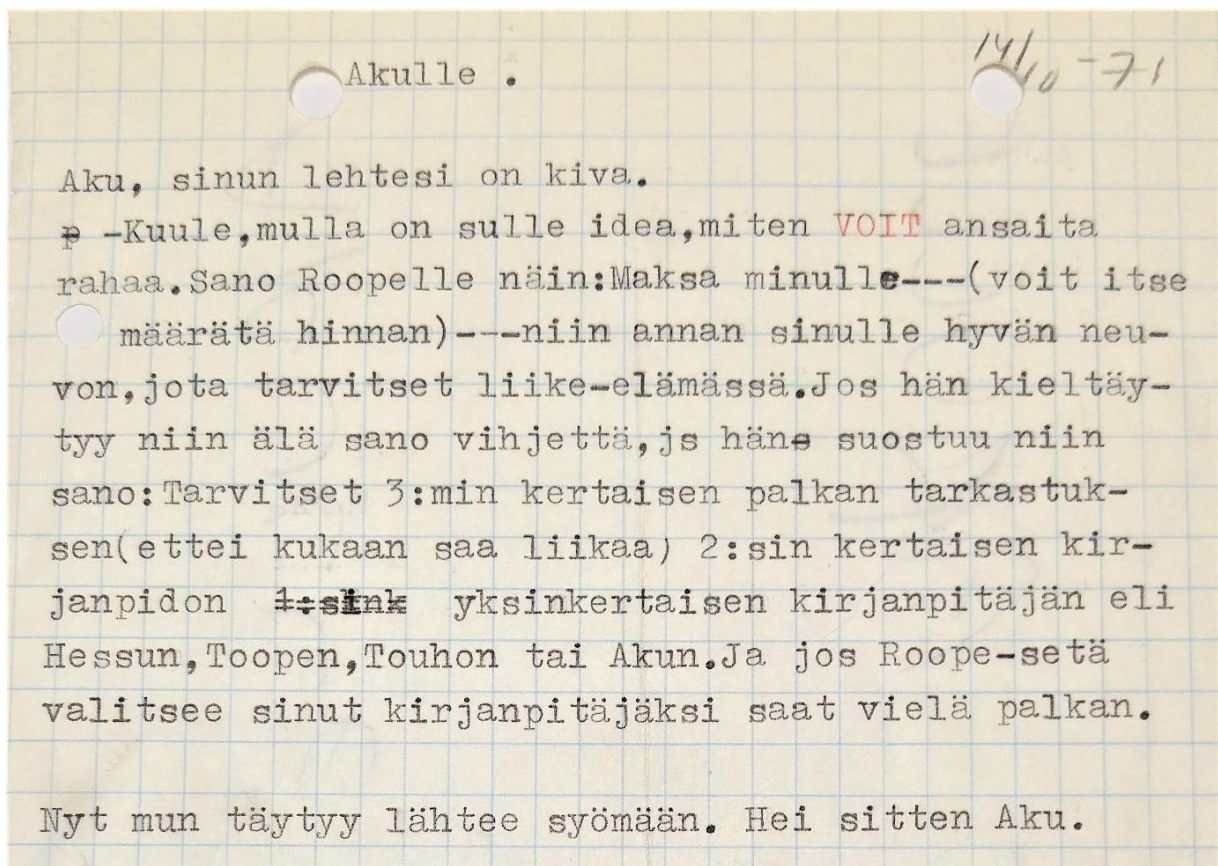 Akulle . 14/10 -71
Aku, sinun lehtesi on kiva.
p -Kuule,mulla on sulle idea,miten VOIT ansaita
rahaa.Sano Roopelle näin:Maksa minulle---(voit itse
määrätä hinnan)---niin annan sinulle hyvän neu-
von,jota tarvitset liike-elämässä.Jos hän kieltäy-
tyy niin älä sano vihjettä,js häns suostuu niin
sano:Tarvitset 3:min kertaisen palkan tarkastuk-
sen(ettei kukaan saa liikaa) 2:sin kertaisen kir-
janpidon 1:sink yksinkertaisen kirjanpitäjän eli
Hessun,Toopen,Touhon tai Akun.Ja jos Roope-setä
valitsee sinut kirjanpitäjäksi saat vielä palkan.
Nyt mun täytyy lähtee syömään. Hei sitten Aku.